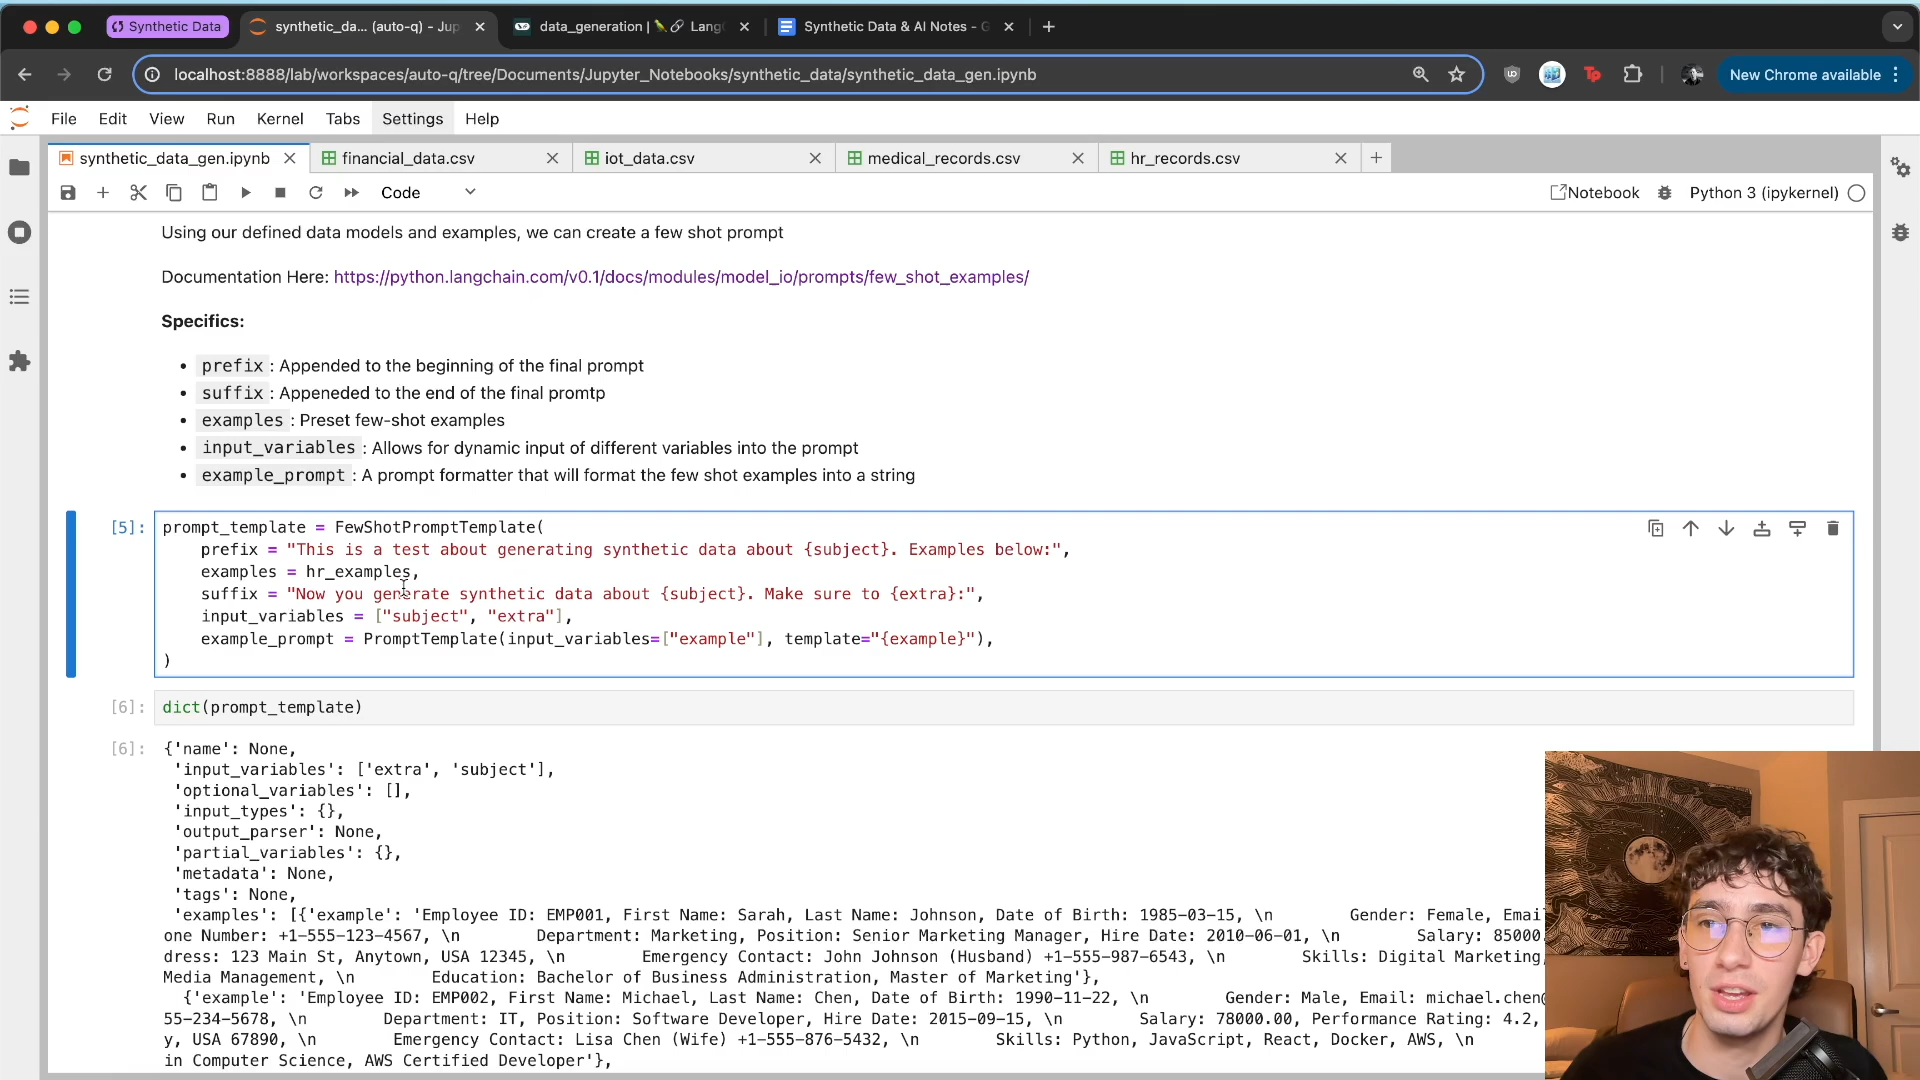 Synthetic Data
synthetic_da... (auto-q) - Jup
data_generation | Lang
Synthetic Data & AI Notes - G
localhost:8888/lab/workspaces/auto-q/tree/Documents/Jupyter_Notebooks/synthetic_data/synthetic_data_gen.ipynb
New Chrome available
File Edit View Run Kernel Tabs Settings Help
synthetic_data_gen.ipynb
financial_data.csv
iot_data.csv
medical_records.csv
hr_records.csv
Code
Notebook
Python 3 (ipykernel)
Using our defined data models and examples, we can create a few shot prompt
Documentation Here: https://python.langchain.com/v0.1/docs/modules/model_io/prompts/few_shot_examples/
Specifics:
• prefix : Appended to the beginning of the final prompt
• suffix : Appeneded to the end of the final promtp
• examples : Preset few-shot examples
• input_variables : Allows for dynamic input of different variables into the prompt
• example_prompt : A prompt formatter that will format the few shot examples into a string
[5]: prompt_template = FewShotPromptTemplate(
prefix = "This is a test about generating synthetic data about {subject}. Examples below:",
examples = hr_examples,
suffix = "Now you generate synthetic data about {subject}. Make sure to {extra}:",
input_variables = ["subject", "extra"],
example_prompt = PromptTemplate(input_variables=["example"], template="{example}"),
)
[6]: dict(prompt_template)
[6]: {'name': None,
'input_variables': ['extra', 'subject'],
'optional_variables': [],
'input_types': {},
'output_parser': None,
'partial_variables': {},
'metadata': None,
'tags': None,
'examples': [{'example': 'Employee ID: EMP001, First Name: Sarah, Last Name: Johnson, Date of Birth: 1985-03-15, \n Gender: Female, Emai
one Number: +1-555-123-4567, \n Department: Marketing, Position: Senior Marketing Manager, Hire Date: 2010-06-01, \n Salary: 85000.
dress: 123 Main St, Anytown, USA 12345, \n Emergency Contact: John Johnson (Husband) +1-555-987-6543, \n Skills: Digital Marketing,
Media Management, \n Education: Bachelor of Business Administration, Master of Marketing'},
{'example': 'Employee ID: EMP002, First Name: Michael, Last Name: Chen, Date of Birth: 1990-11-22, \n Gender: Male, Email: michael.chen@
55-234-5678, \n Department: IT, Position: Software Developer, Hire Date: 2015-09-15, \n Salary: 78000.00, Performance Rating: 4.2,
y, USA 67890, \n Emergency Contact: Lisa Chen (Wife) +1-555-876-5432, \n Skills: Python, JavaScript, React, Docker, AWS, \n
in Computer Science, AWS Certified Developer'},